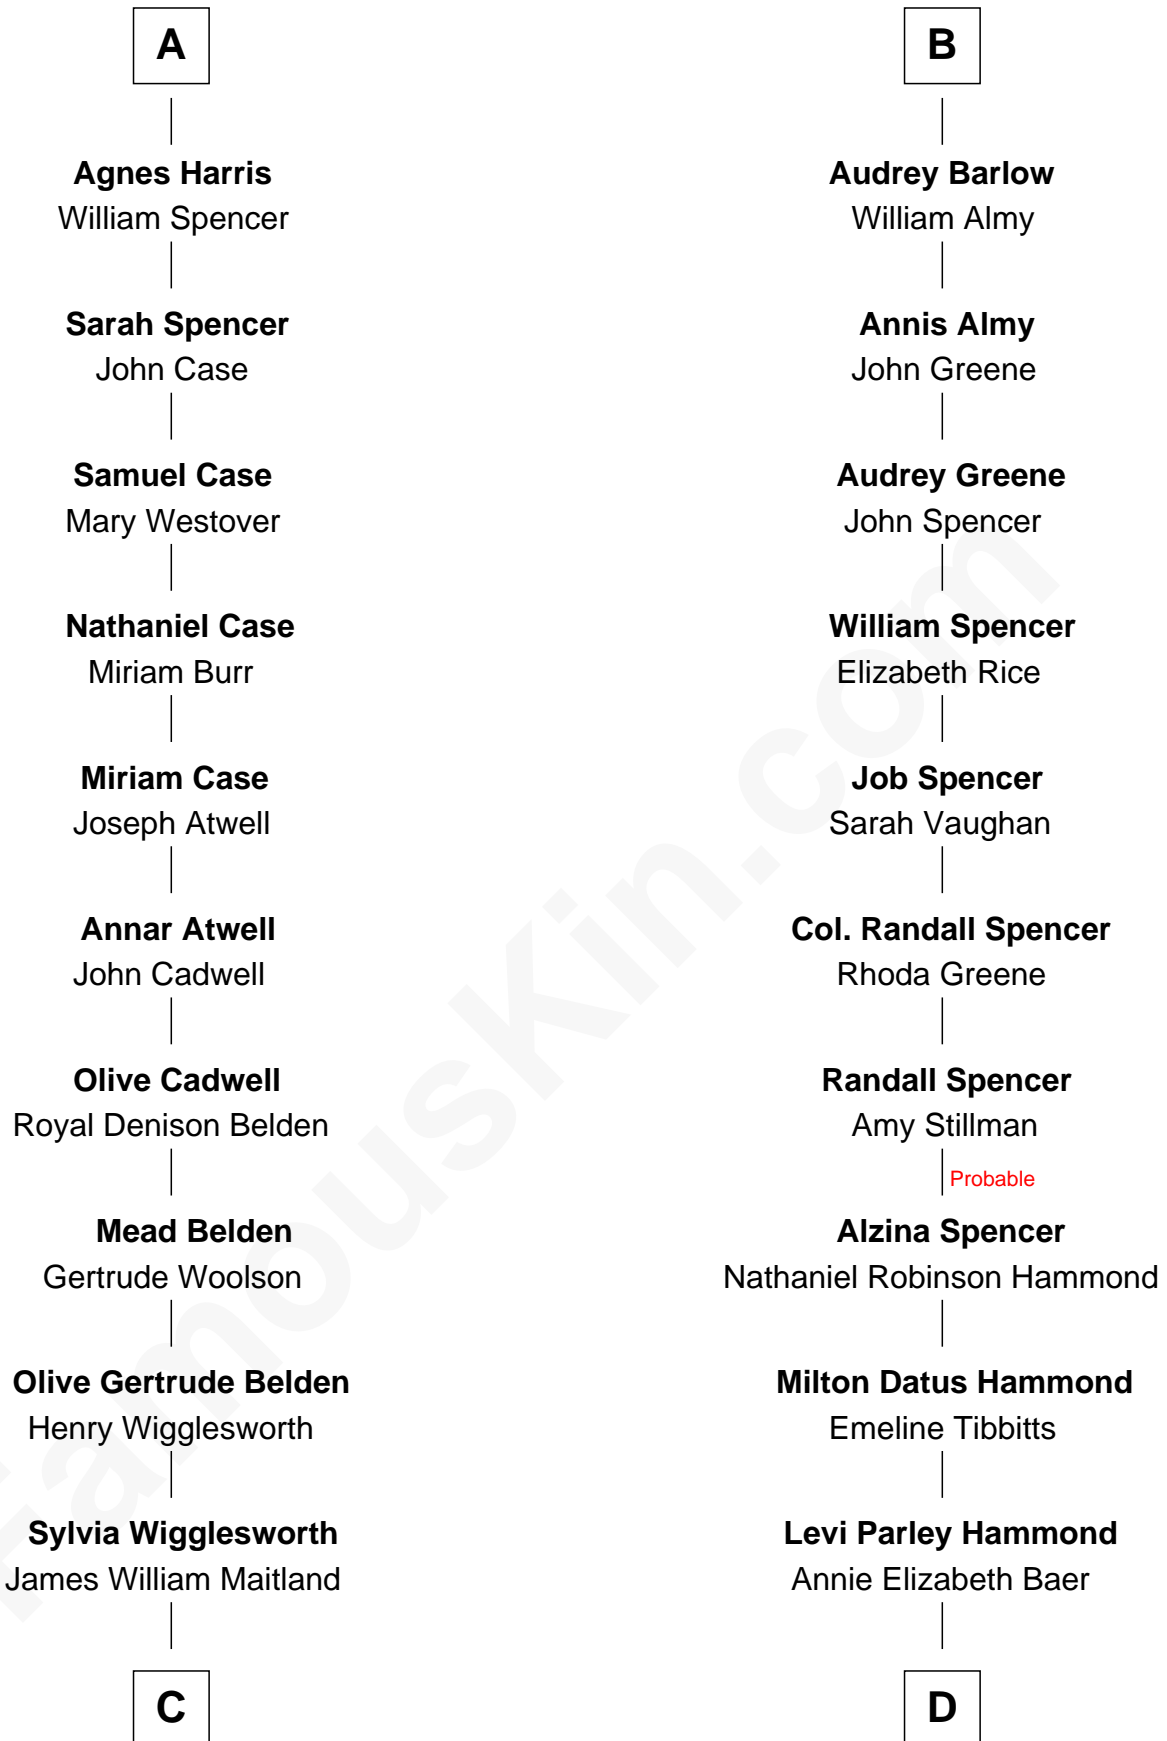 A
Agnes Harris
William Spencer
Sarah Spencer
John Case
Samuel Case
Mary Westover
Nathaniel Case
Miriam Burr
Miriam Case
Joseph Atwell
Annar Atwell
John Cadwell
Olive Cadwell
Royal Denison Belden
Mead Belden
Gertrude Woolson
Olive Gertrude Belden
Henry Wigglesworth
Sylvia Wigglesworth
James William Maitland
C
B
Audrey Barlow
William Almy
Annis Almy
John Greene
Audrey Greene
John Spencer
William Spencer
Elizabeth Rice
Job Spencer
Sarah Vaughan
Col. Randall Spencer
Rhoda Greene
Randall Spencer
Amy Stillman
Probable
Alzina Spencer
Nathaniel Robinson Hammond
Milton Datus Hammond
Emeline Tibbitts
Levi Parley Hammond
Annie Elizabeth Baer
D
FamousKin.com